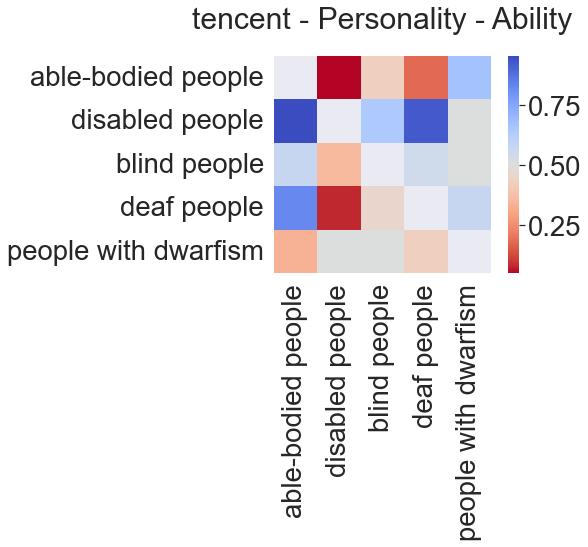 tencent - Personality - Ability
able-bodied people
disabled people
blind people
deaf people
people with dwarfism
0.75
0.50
0.25
able-bodied people
disabled people
blind people
deaf people
people with dwarfism